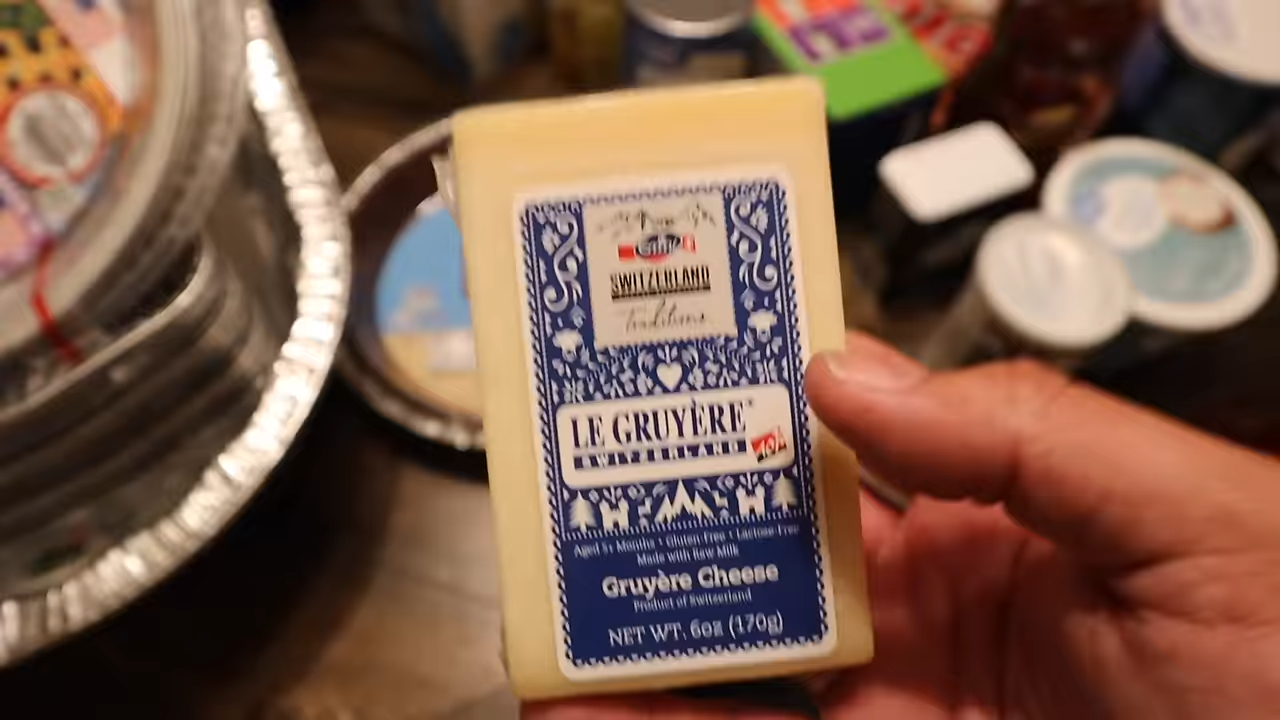 SWITZERLAND
Traditions
LE GRUYÈRE
SWITZERLAND
Aged 5+ Months • Gluten-Free • Lactose-Free
Made with Raw Milk
Gruyère Cheese
Product of Switzerland
NET WT. 6oz (170g)